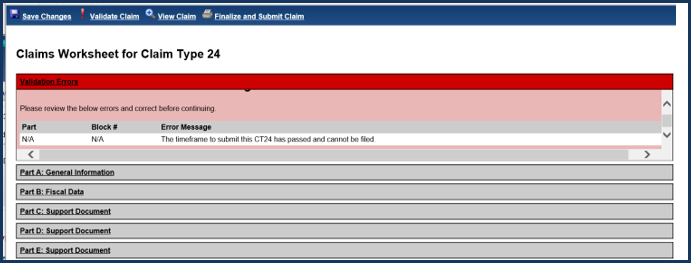 Save Changes Validate Claim View Claim Finalize and Submit Claim
Claims Worksheet for Claim Type 24
Validation Errors
Please review the below errors and correct before continuing.
Part Block # Error Message
N/A N/A The timeframe to submit this CT24 has passed and cannot be filed.
Part A: General Information
Part B: Fiscal Data
Part C: Support Document
Part D: Support Document
Part E: Support Document